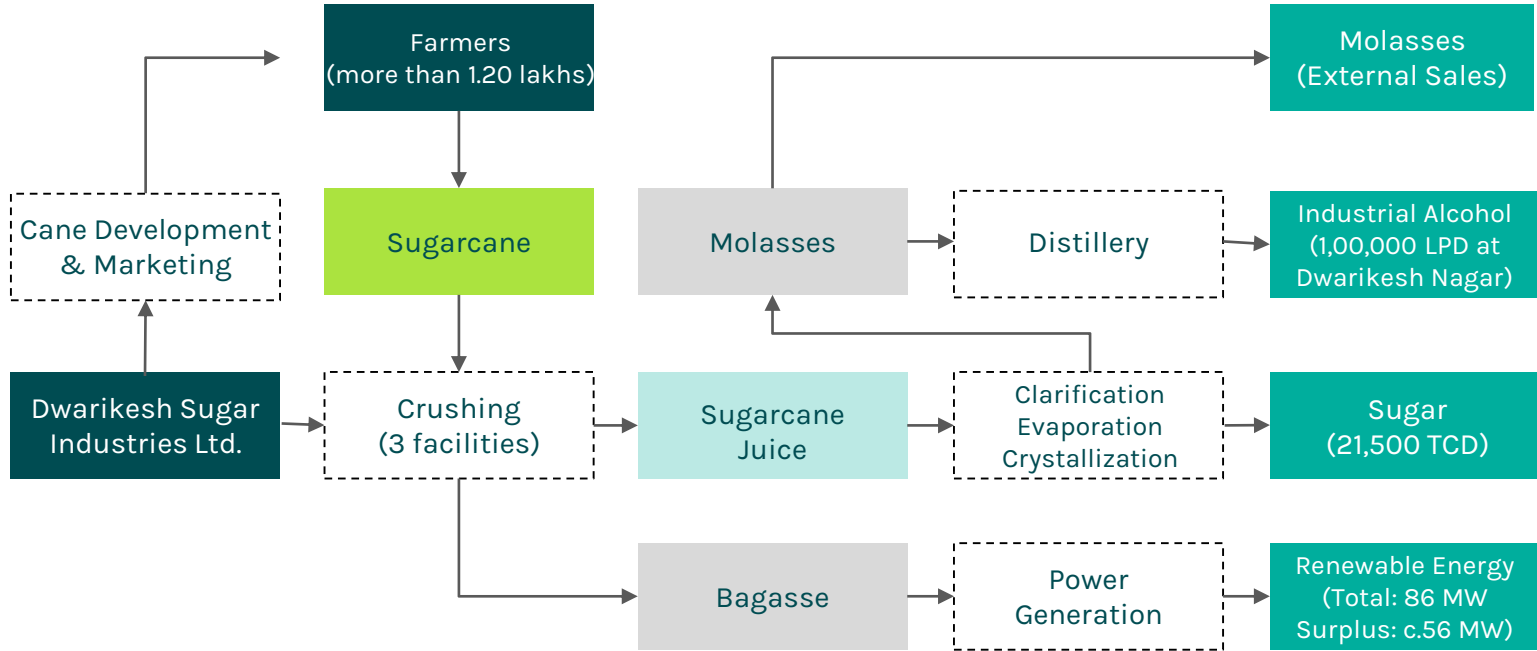 Farmers
(more than 1.20 lakhs)
Molasses
(External Sales)
Cane Development
& Marketing
Sugarcane
Molasses
Distillery
Industrial Alcohol
(1,00,000 LPD at
Dwarikesh Nagar)
Dwarikesh Sugar
Industries Ltd.
Crushing
(3 facilities)
Sugarcane
Juice
Clarification
Evaporation
Crystallization
Sugar
(21,500 TCD)
Bagasse
Power
Generation
Renewable Energy
(Total: 86 MW
Surplus: c.56 MW)